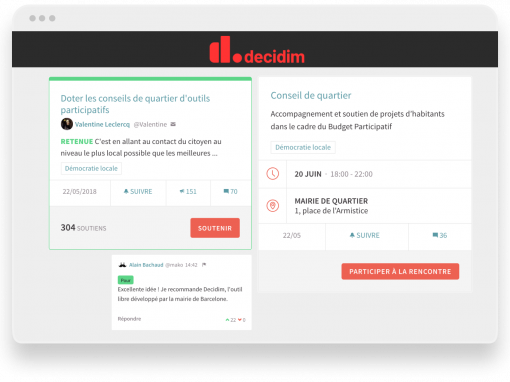 decidim
Doter les conseils de quartier d'outils
participatifs
Valentine Leclercq @Valentine
RETENUE C'est en allant au contact du citoyen au
niveau le plus local possible que les meilleures ...
Démocratie locale
22/05/2018 SUIVRE 151 70
304 SOUTIENS SOUTENIR
Alain Bachaud @mako 14:42
Pour
Excellente idée ! Je recommande Decidim, l'outil
libre développé par la mairie de Barcelone.
Répondre 22 0
Conseil de quartier
Accompagnement et soutien de projets d'habitants
dans le cadre du Budget Participatif
Démocratie locale
20 JUIN · 18:00 - 22:00
MAIRIE DE QUARTIER
1, place de l'Armistice
22/05 SUIVRE 36
PARTICIPER À LA RENCONTRE